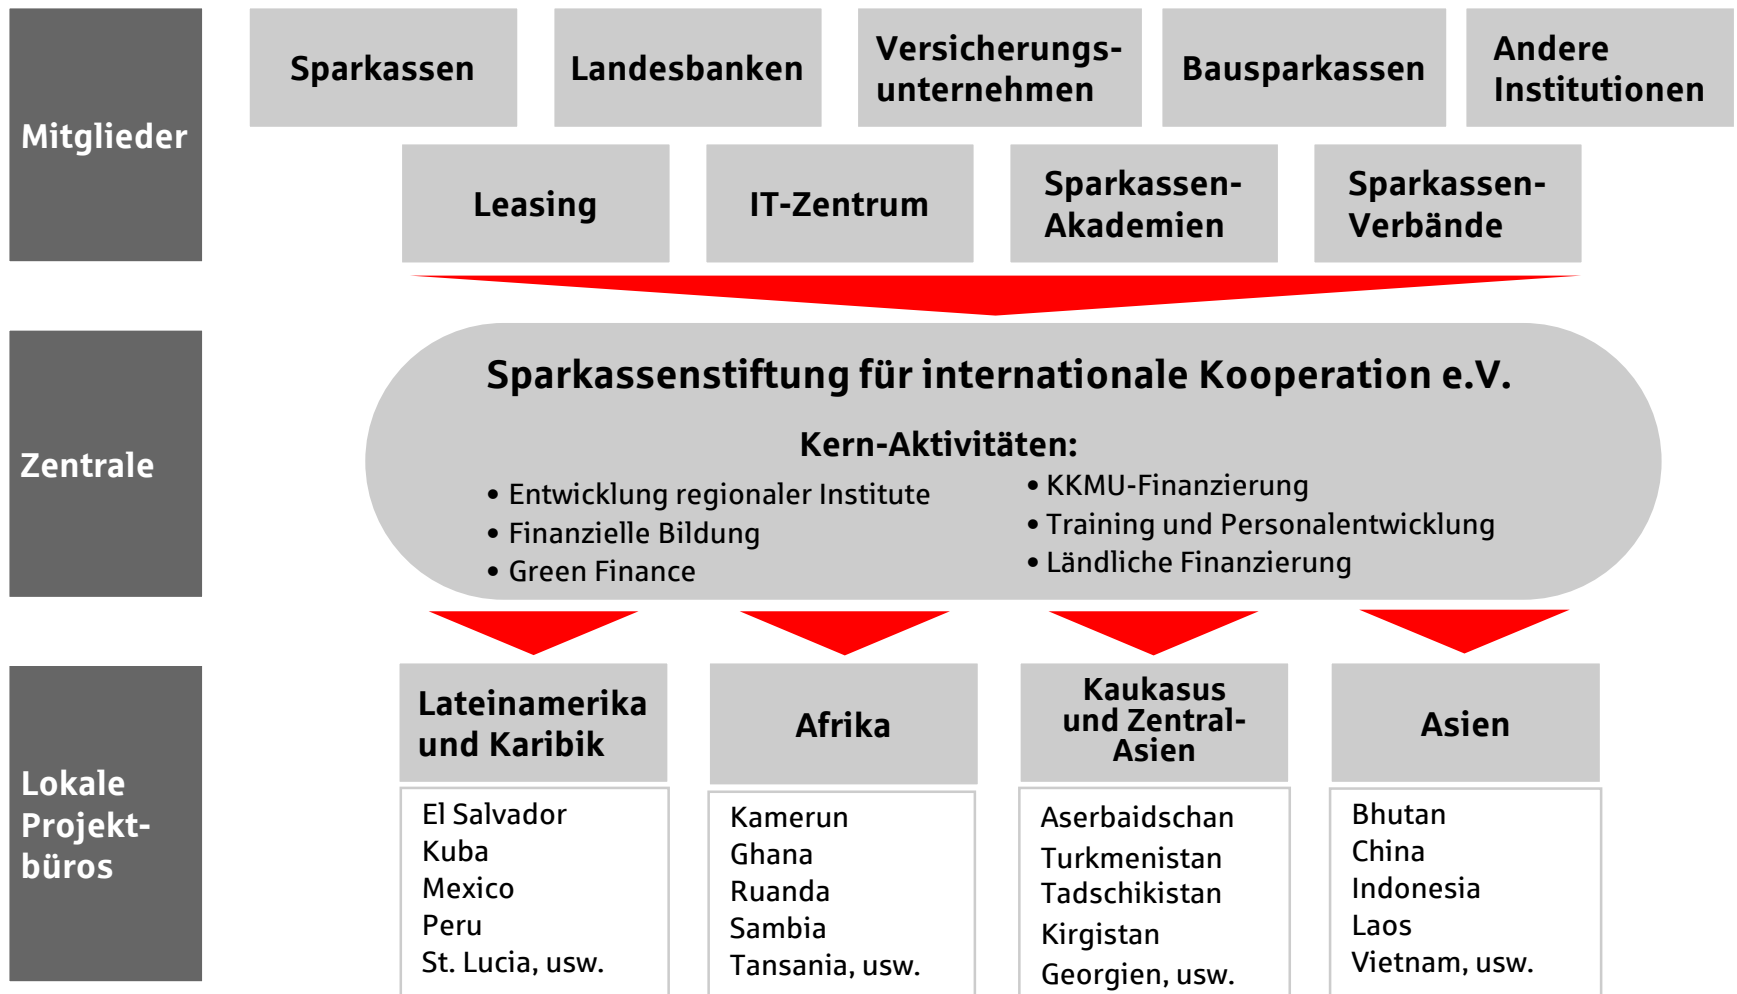 Mitglieder
Sparkassen
Landesbanken
Versicherungs-
unternehmen
Bausparkassen
Andere
Institutionen
Leasing
IT-Zentrum
Sparkassen-
Akademien
Sparkassen-
Verbände
Zentrale
Sparkassenstiftung für internationale Kooperation e.V.
Kern-Aktivitäten:
• Entwicklung regionaler Institute
• Finanzielle Bildung
• Green Finance
• KKMU-Finanzierung
• Training und Personalentwicklung
• Ländliche Finanzierung
Lokale
Projekt-
büros
Lateinamerika
und Karibik
El Salvador
Kuba
Mexico
Peru
St. Lucia, usw.
Afrika
Kamerun
Ghana
Ruanda
Sambia
Tansania, usw.
Kaukasus
und Zentral-
Asien
Aserbaidschan
Turkmenistan
Tadschikistan
Kirgistan
Georgien, usw.
Asien
Bhutan
China
Indonesia
Laos
Vietnam, usw.